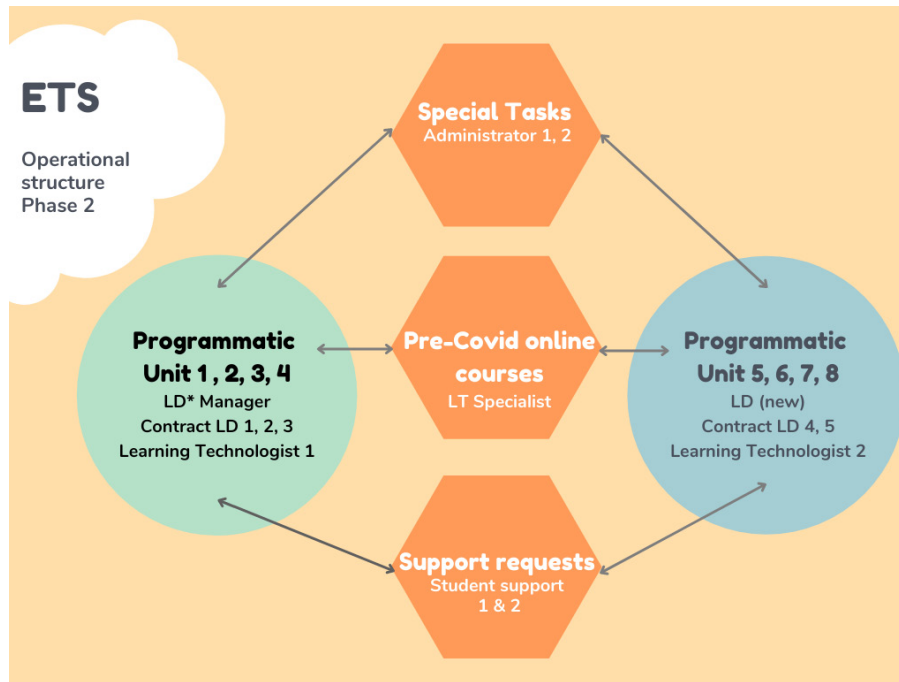 ETS
Operational
structure
Phase 2
Special Tasks
Administrator 1, 2
Programmatic
Unit 1 , 2, 3, 4
LD* Manager
Contract LD 1, 2, 3
Learning Technologist 1
Pre-Covid online
courses
LT Specialist
Programmatic
Unit 5, 6, 7, 8
LD (new)
Contract LD 4, 5
Learning Technologist 2
Support requests
Student support
1 & 2